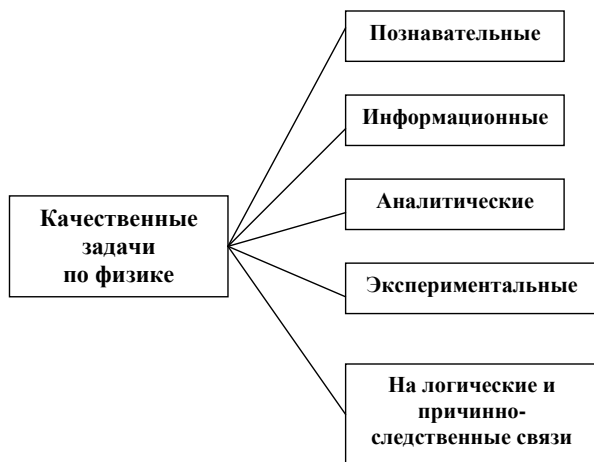 Качественные
задачи
по физике
Познавательные
Информационные
Аналитические
Экспериментальные
На логические и
причинно-
следственные связи